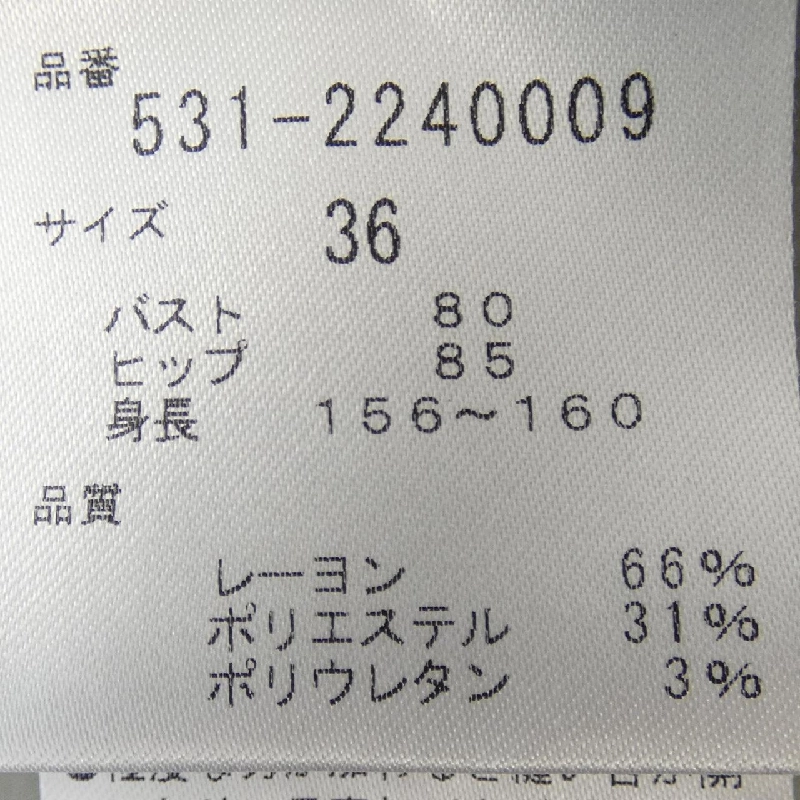 品番
531-2240009
サイズ 36
バスト 80
ヒップ 85
身長 156～160
品質
レーヨン 66%
ポリエステル 31%
ポリウレタン 3%